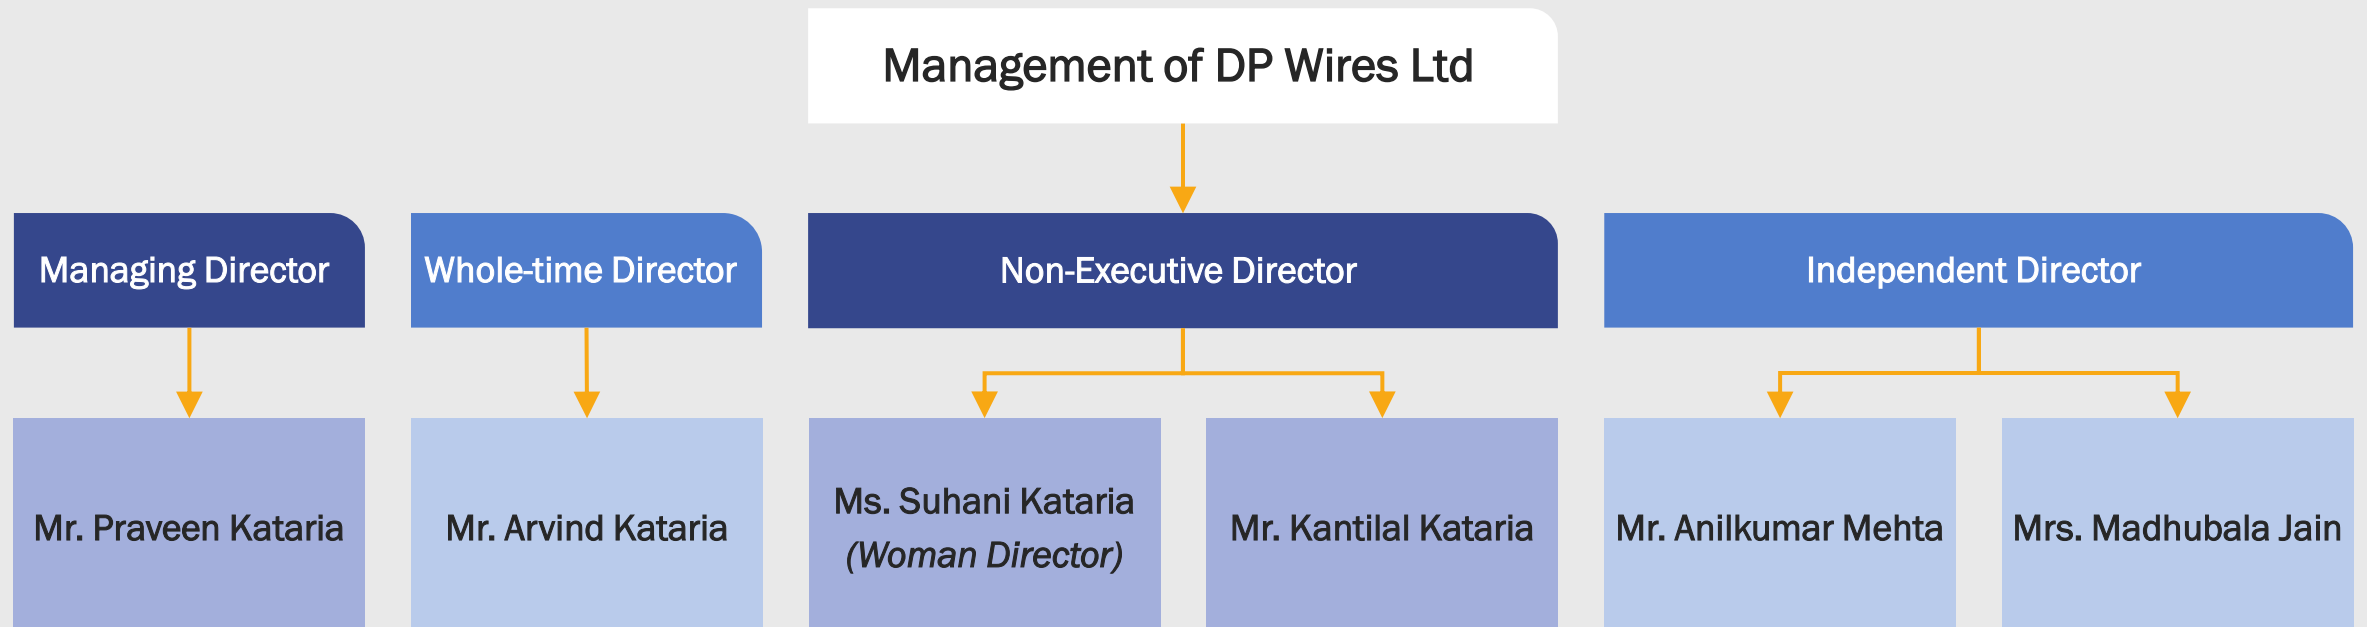 Management of DP Wires Ltd
Managing Director
Whole-time Director
Non-Executive Director
Independent Director
Mr. Praveen Kataria
Mr. Arvind Kataria
Ms. Suhani Kataria
(Woman Director)
Mr. Kantilal Kataria
Mr. Anilkumar Mehta
Mrs. Madhubala Jain